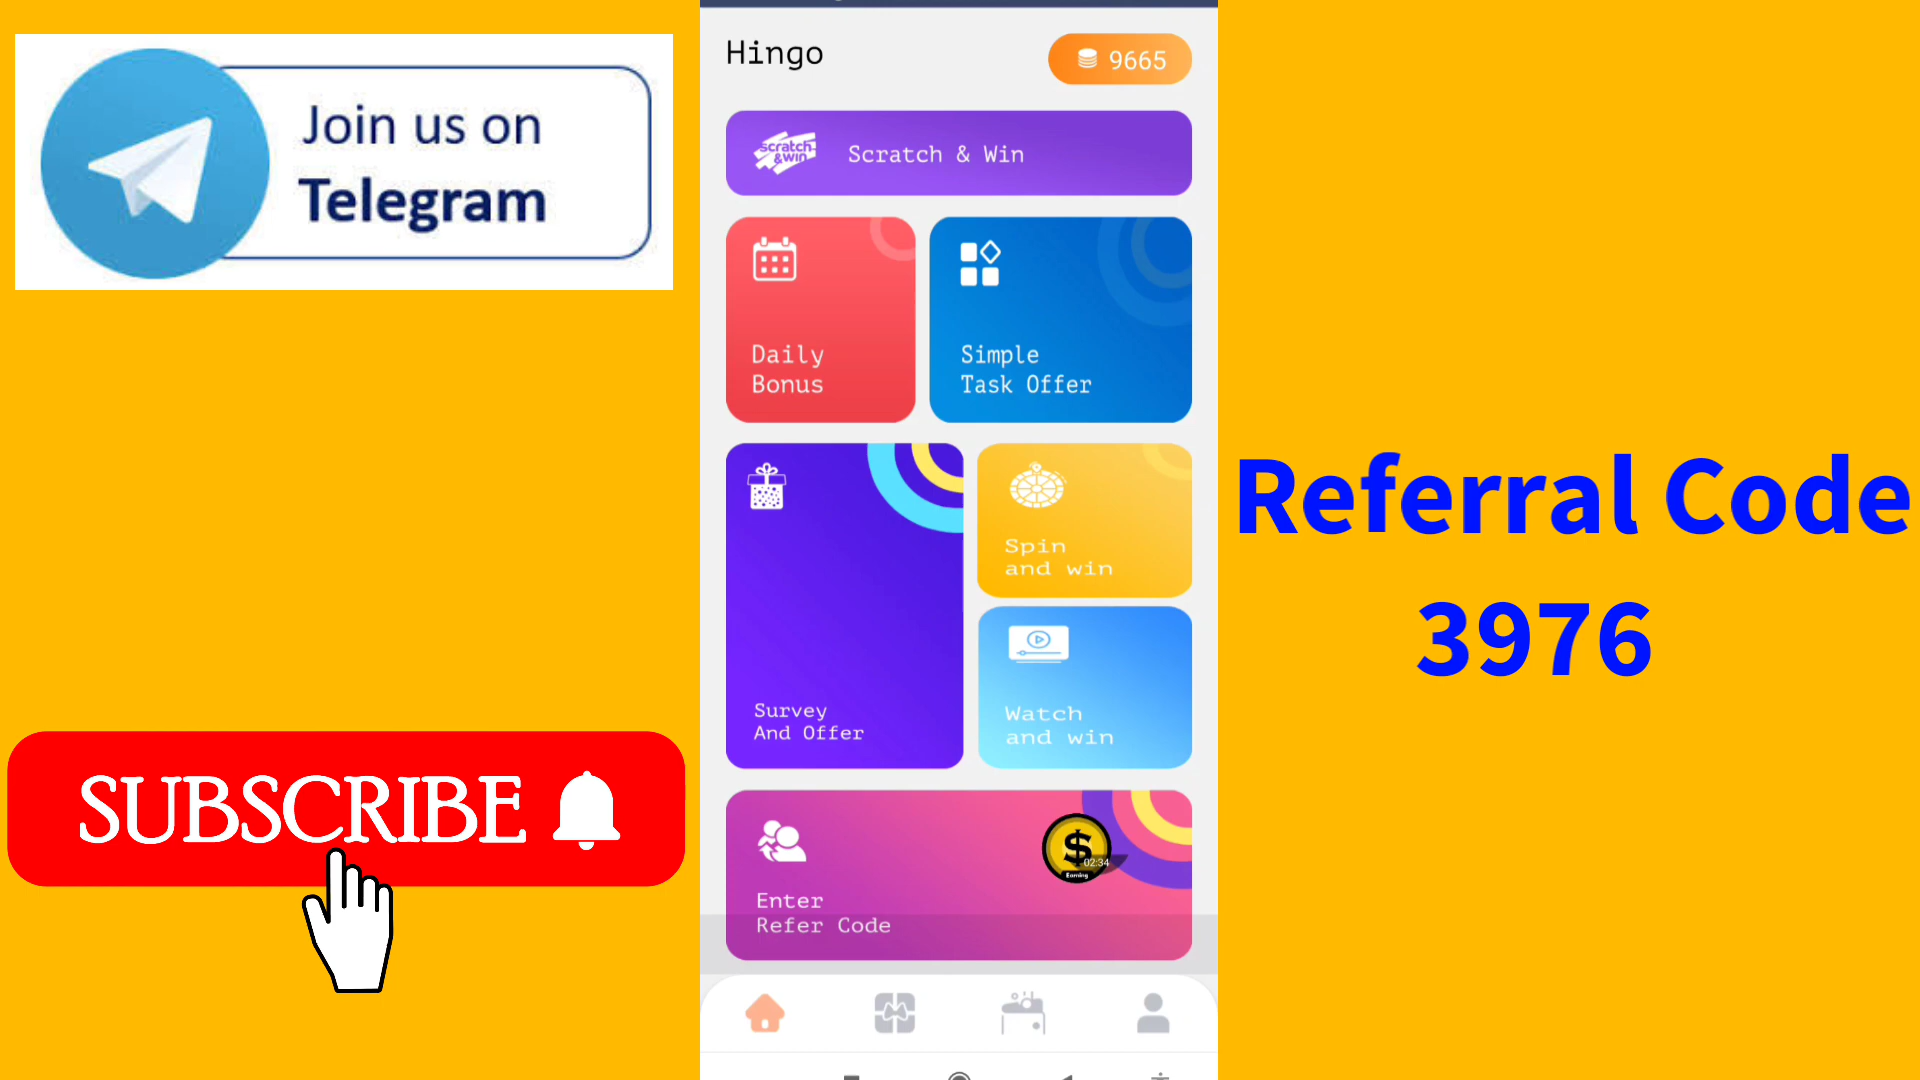 Join us on
Telegram
SUBSCRIBE
Hingo
9665
scratch
&win
Scratch & Win
Daily
Bonus
Simple
Task Offer
Survey
And Offer
Spin
and win
Watch
and win
$
02:34
Earning
Enter
Refer Code
Referral Code
3976